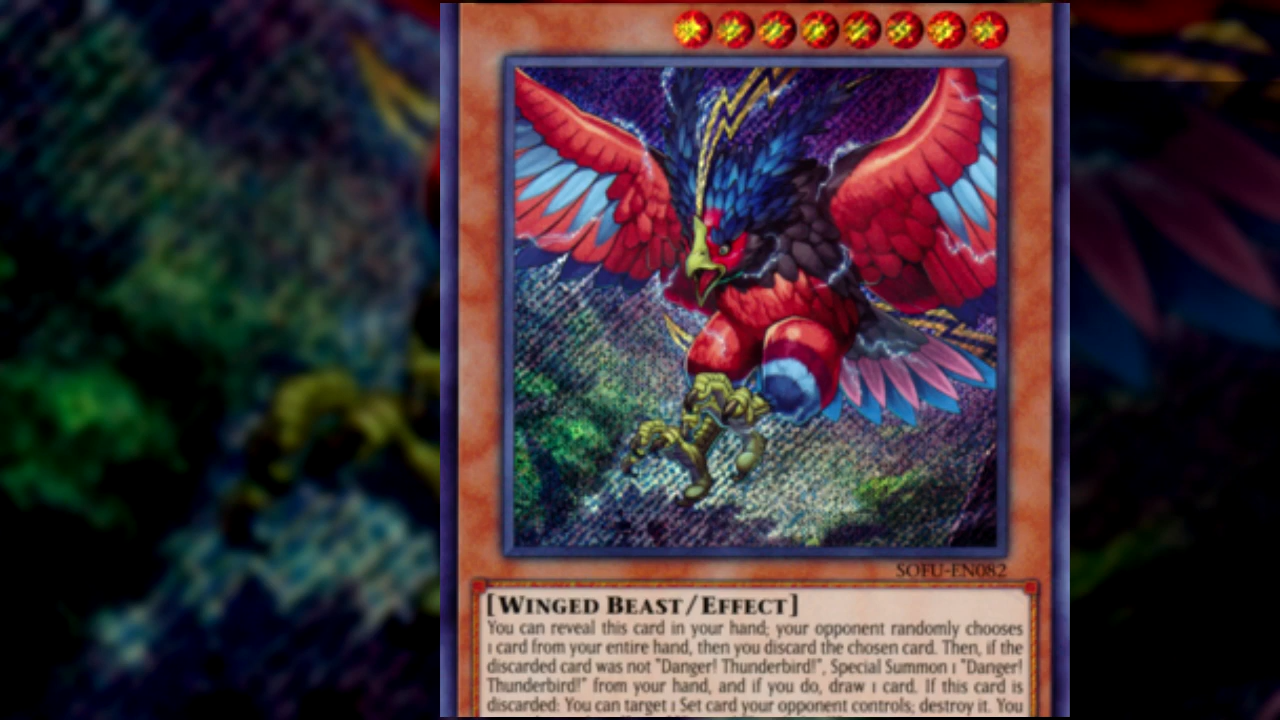 SOFU-EN082
[WINGED BEAST/EFFECT]
You can reveal this card in your hand; your opponent randomly chooses
1 card from your entire hand, then you discard the chosen card. Then, if the
discarded card was not "Danger! Thunderbird!", Special Summon 1 "Danger!
Thunderbird!" from your hand, and if you do, draw 1 card. If this card is
discarded: You can target 1 Set card your opponent controls; destroy it. You